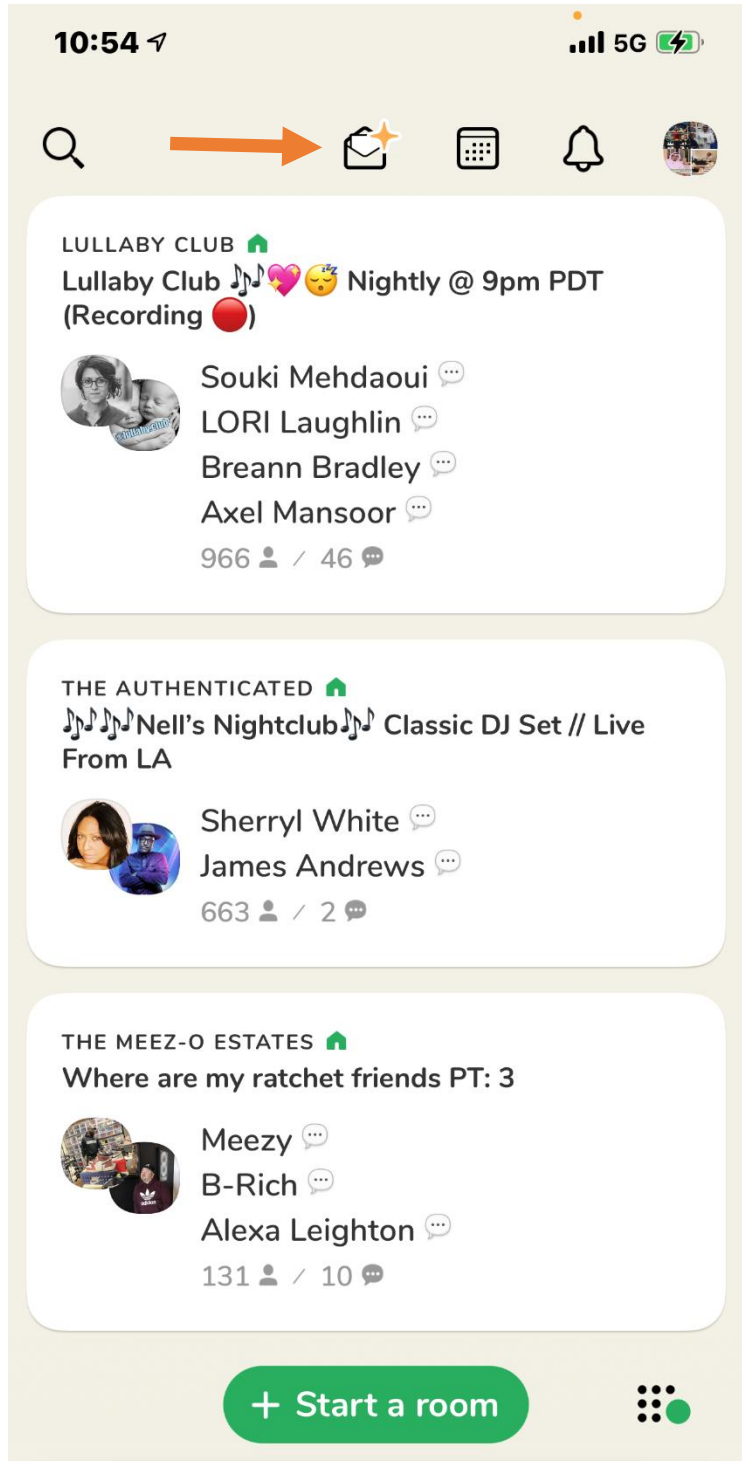 10:54 5G
LULLABY CLUB
Lullaby Club 🎶💖😴 Nightly @ 9pm PDT
(Recording 🔴)
Souki Mehdaoui 💬
LORI Laughlin 💬
Breann Bradley 💬
Axel Mansoor 💬
966 / 46
THE AUTHENTICATED
🎶🎶Nell’s Nightclub🎶 Classic DJ Set // Live
From LA
Sherryl White 💬
James Andrews 💬
663 / 2
THE MEEZ-O ESTATES
Where are my ratchet friends PT: 3
Meezy 💬
B-Rich 💬
Alexa Leighton 💬
131 / 10
+ Start a room